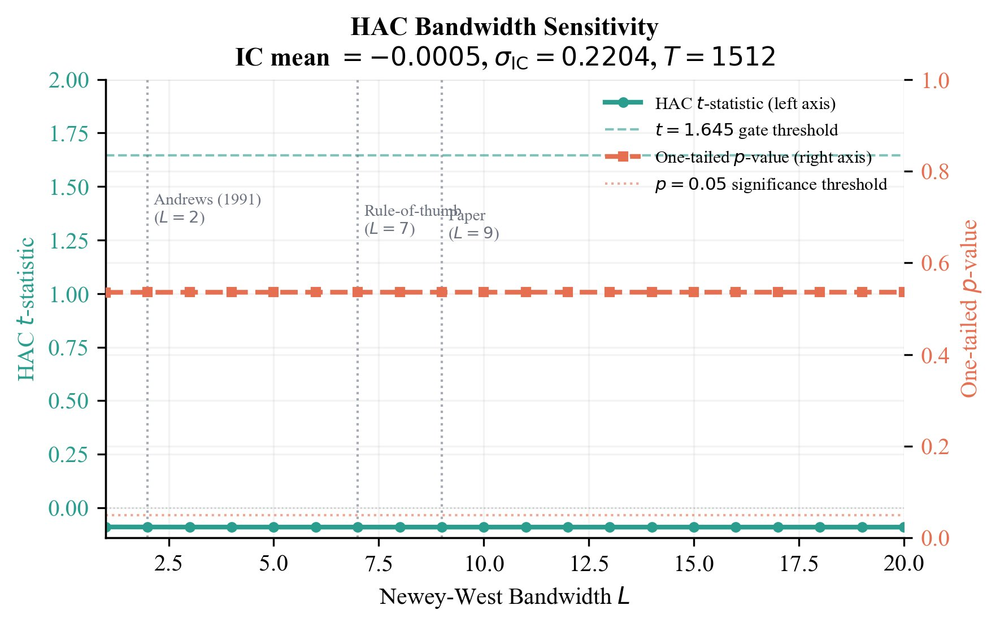 HAC Bandwidth Sensitivity
IC mean = −0.0005, σIC = 0.2204, T = 1512
HAC t-statistic (left axis)
t = 1.645 gate threshold
One-tailed p-value (right axis)
p = 0.05 significance threshold
Andrews (1991)
(L = 2)
Rule-of-thumb
(L = 7)
Paper
(L = 9)
HAC t-statistic
2.00
1.75
1.50
1.25
1.00
0.75
0.50
0.25
0.00
One-tailed p-value
1.0
0.8
0.6
0.4
0.2
0.0
2.5
5.0
7.5
10.0
12.5
15.0
17.5
20.0
Newey-West Bandwidth L